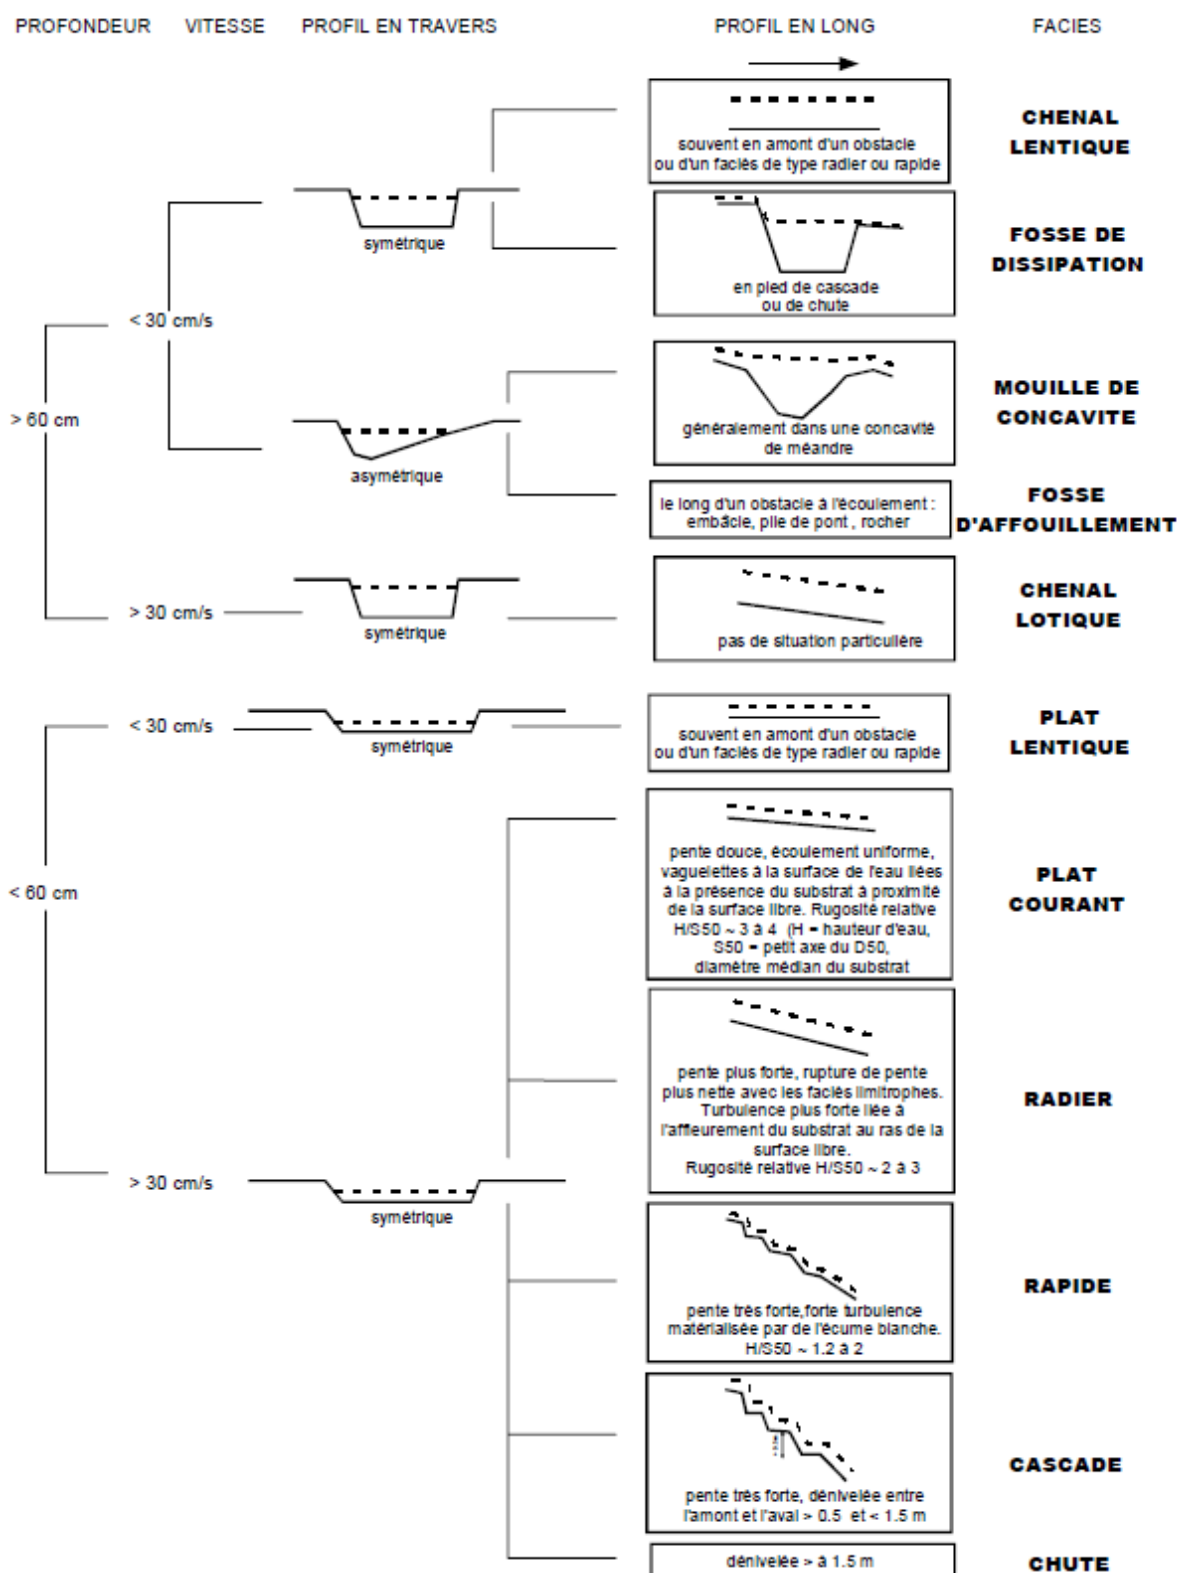 PROFONDEUR VITESSE PROFIL EN TRAVERS PROFIL EN LONG FACIES
souvent en amont d'un obstacle
ou d'un faciès de type radier ou rapide
CHENAL
LENTIQUE
symétrique
en pied de cascade
ou de chute
FOSSE DE
DISSIPATION
< 30 cm/s
> 60 cm
généralement dans une concavité
de méandre
MOUILLE DE
CONCAVITE
asymétrique
le long d'un obstacle à l'écoulement :
embâcle, pile de pont , rocher
FOSSE
D'AFFOUILLEMENT
> 30 cm/s
symétrique
pas de situation particulière
CHENAL
LOTIQUE
< 30 cm/s
symétrique
souvent en amont d'un obstacle
ou d'un faciès de type radier ou rapide
PLAT
LENTIQUE
< 60 cm
pente douce, écoulement uniforme,
vaguelettes à la surface de l'eau liées
à la présence du substrat à proximité
de la surface libre. Rugosité relative
H/S50 ~ 3 à 4 (H = hauteur d'eau,
S50 = petit axe du D50,
diamètre médian du substrat
PLAT
COURANT
pente plus forte, rupture de pente
plus nette avec les faciès limitrophes.
Turbulence plus forte liée à
l'affleurement du substrat au ras de la
surface libre.
Rugosité relative H/S50 ~ 2 à 3
RADIER
> 30 cm/s
symétrique
pente très forte,forte turbulence
matérialisée par de l'écume blanche.
H/S50 ~ 1.2 à 2
RAPIDE
pente très forte, dénivelée entre
l'amont et l'aval > 0.5 et < 1.5 m
CASCADE
dénivelée > à 1.5 m
CHUTE